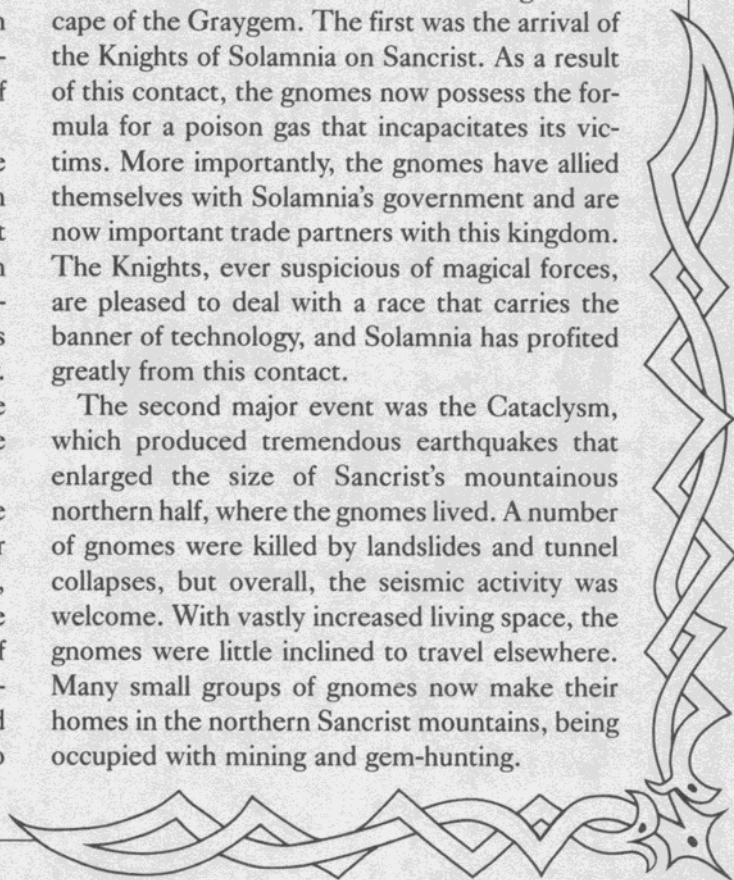 cape of the Graygem. The first was the arrival of
the Knights of Solamnia on Sancrist. As a result
of this contact, the gnomes now possess the for-
mula for a poison gas that incapacitates its vic-
tims. More importantly, the gnomes have allied
themselves with Solamnia's government and are
now important trade partners with this kingdom.
The Knights, ever suspicious of magical forces,
are pleased to deal with a race that carries the
banner of technology, and Solamnia has profited
greatly from this contact.
The second major event was the Cataclysm,
which produced tremendous earthquakes that
enlarged the size of Sancrist's mountainous
northern half, where the gnomes lived. A number
of gnomes were killed by landslides and tunnel
collapses, but overall, the seismic activity was
welcome. With vastly increased living space, the
gnomes were little inclined to travel elsewhere.
Many small groups of gnomes now make their
homes in the northern Sancrist mountains, being
occupied with mining and gem-hunting.